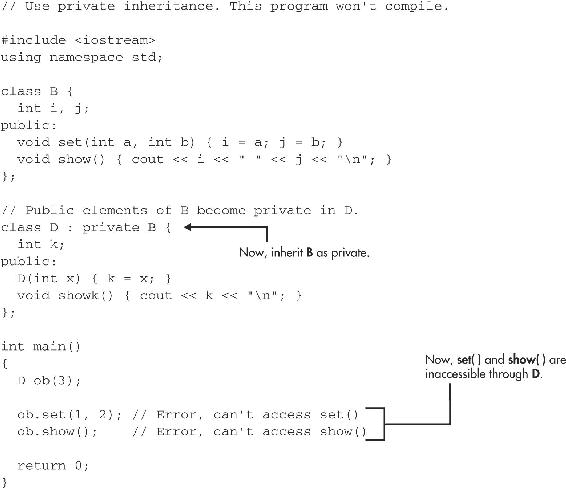 // Use private inheritance. This program won't compile.
#include <iostream>
using namespace std;
class B {
  int i, j;
public:
  void set(int a, int b) { i = a; j = b; }
  void show() { cout << i << " " << j << "\n"; }
};
// Public elements of B become private in D.
class D : private B {
Now, inherit B as private.
  int k;
public:
  D(int x) { k = x; }
  void showk() { cout << k << "\n"; }
};
int main()
{
  D ob(3);
Now, set( ) and show( ) are
inaccessible through D.
  ob.set(1, 2); // Error, can't access set()
  ob.show();    // Error, can't access show()
  return 0;
}